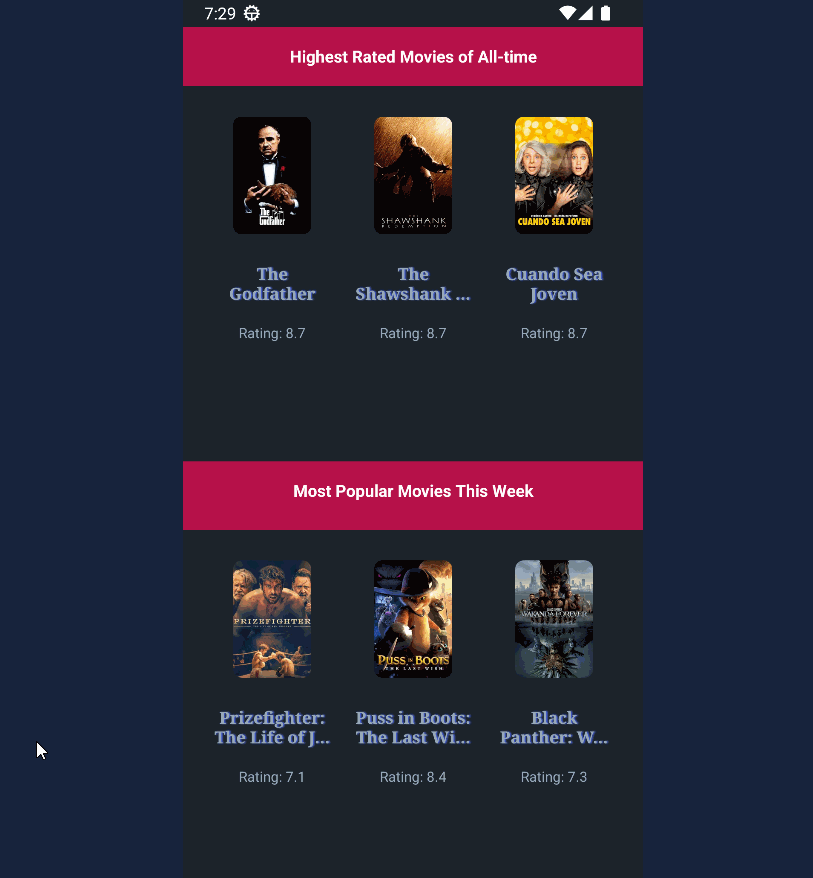 7:29
Highest Rated Movies of All-time
The
Godfather
SHAWSHANK
REDEMPTION
CUANDO SEA JOVEN
The
Godfather
The
Shawshank ...
Cuando Sea
Joven
Rating: 8.7
Rating: 8.7
Rating: 8.7
Most Popular Movies This Week
PRIZEFIGHTER
PUSS IN BOOTS
THE LAST WISH
WAKANDA FOREVER
Prizefighter:
The Life of J...
Puss in Boots:
The Last Wi...
Black
Panther: W...
Rating: 7.1
Rating: 8.4
Rating: 7.3